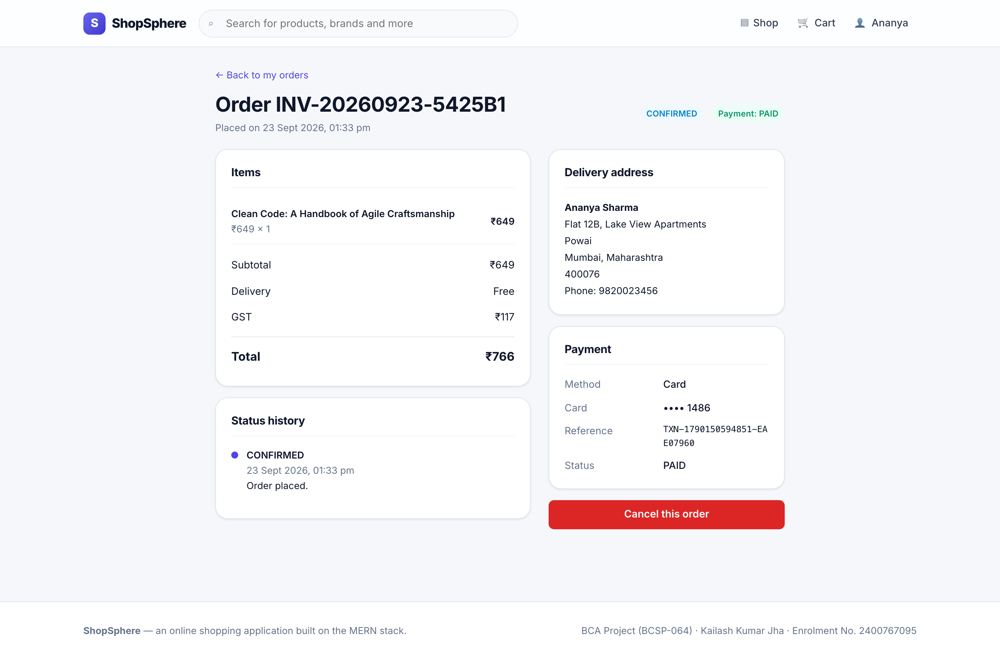 S ShopSphere
Search for products, brands and more
Shop
Cart
Ananya
← Back to my orders
Order INV-20260923-5425B1
Placed on 23 Sept 2026, 01:33 pm
CONFIRMED
Payment: PAID
Items
Clean Code: A Handbook of Agile Craftsmanship
₹649 × 1
₹649
Subtotal ₹649
Delivery Free
GST ₹117
Total ₹766
Status history
CONFIRMED
23 Sept 2026, 01:33 pm
Order placed.
Delivery address
Ananya Sharma
Flat 12B, Lake View Apartments
Powai
Mumbai, Maharashtra
400076
Phone: 9820023456
Payment
Method Card
Card •••• 1486
Reference TXN-1790150594851-EA
E07960
Status PAID
Cancel this order
ShopSphere — an online shopping application built on the MERN stack.
BCA Project (BCSP-064) · Kailash Kumar Jha · Enrolment No. 2400767095